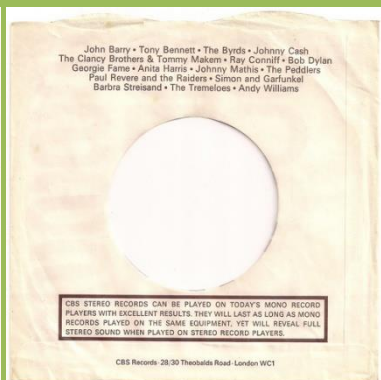 John Barry • Tony Bennett • The Byrds • Johnny Cash
The Clancy Brothers & Tommy Makem • Ray Conniff • Bob Dylan
Georgie Fame • Anita Harris • Johnny Mathis • The Peddlers
Paul Revere and the Raiders • Simon and Garfunkel
Barbra Streisand • The Tremeloes • Andy Williams
CBS STEREO RECORDS CAN BE PLAYED ON TODAY'S MONO RECORD
PLAYERS WITH EXCELLENT RESULTS. THEY WILL LAST AS LONG AS MONO
RECORDS PLAYED ON THE SAME EQUIPMENT, YET WILL REVEAL FULL
STEREO SOUND WHEN PLAYED ON STEREO RECORD PLAYERS.
CBS Records · 28/30 Theobalds Road · London WC1